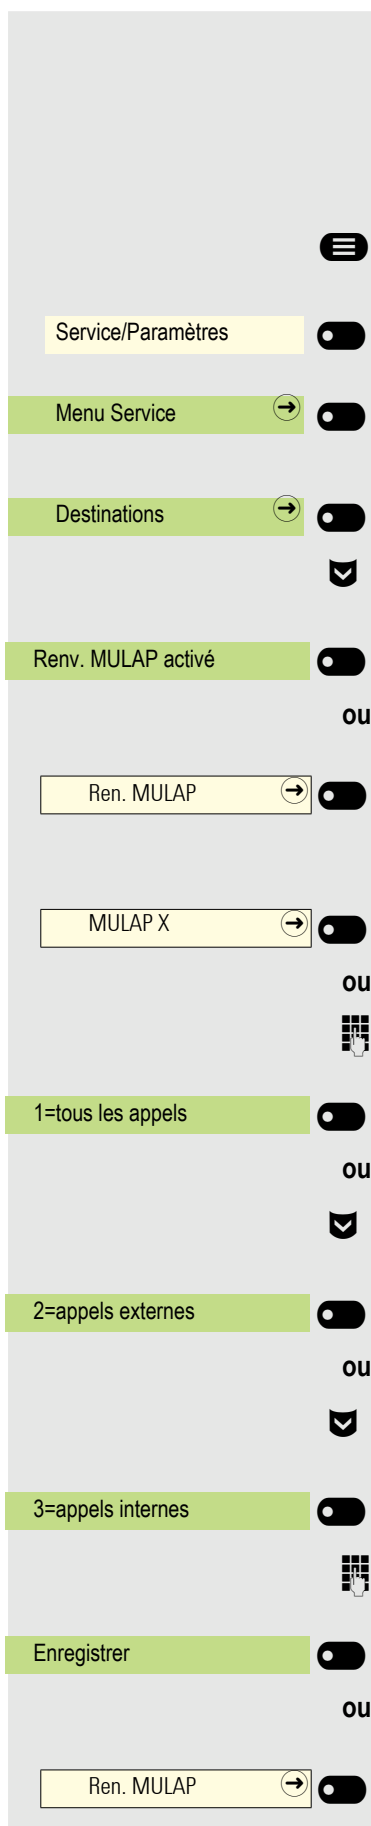 Service/Paramètres
Menu Service
Destinations
Renv. MULAP activé
ou
Ren. MULAP
MULAP X
ou
1=tous les appels
ou
2=appels externes
ou
3=appels internes
Enregistrer
ou
Ren. MULAP